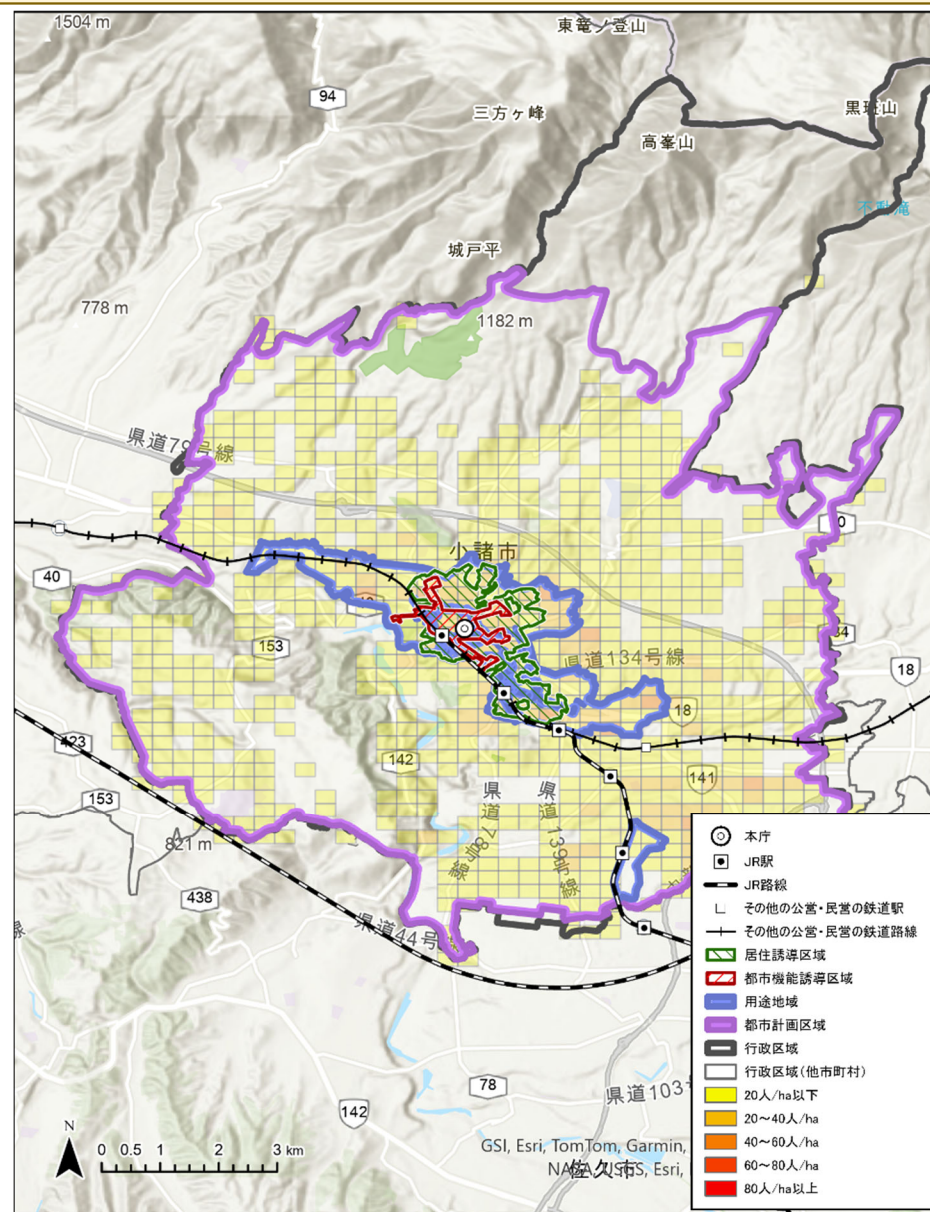 1504 m
東篭ノ登山
94
三方ヶ峰
黒斑山
高峯山
不動滝
城戸平
778 m
1182 m
県道79号線
小諸市
40
153
県道134号線
18
18
423
142
141
153
県道78号線
県道139号線
821 m
438
県道44号
78
県道103
142
N
0 0.5 1 2 3 km
GSI, Esri, TomTom, Garmin,
NASA, USGS, Esri,
佐久市
本庁
JR駅
JR路線
その他の公営・民営の鉄道駅
その他の公営・民営の鉄道路線
居住誘導区域
都市機能誘導区域
用途地域
都市計画区域
行政区域
行政区域(他市町村)
20人/ha以下
20~40人/ha
40~60人/ha
60~80人/ha
80人/ha以上